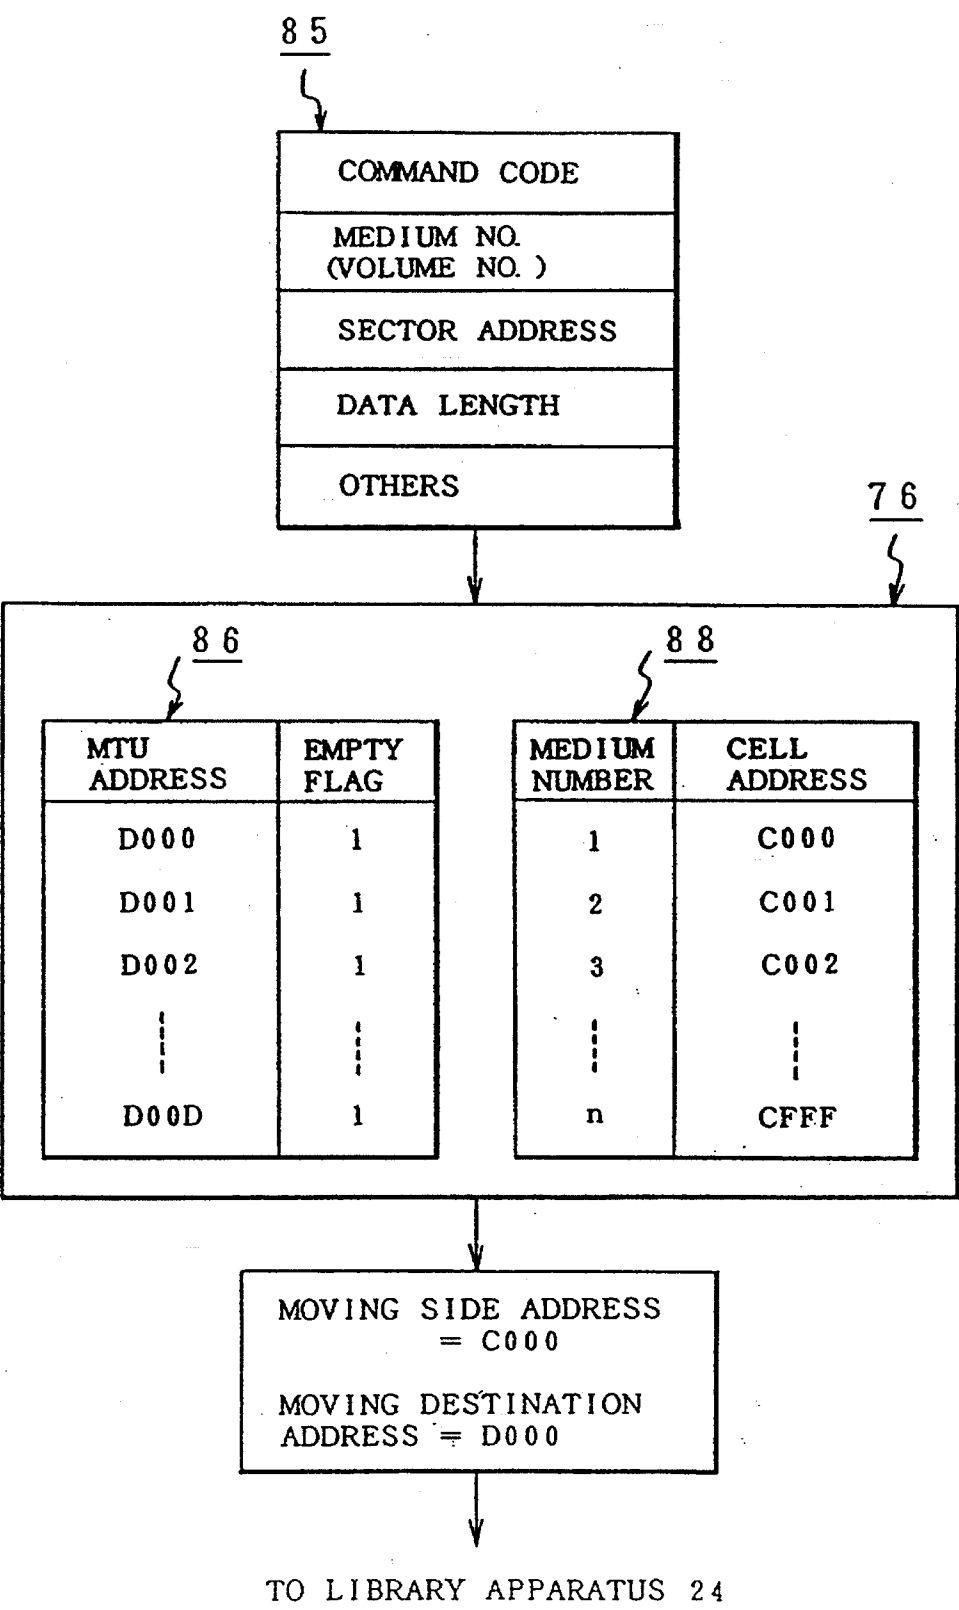 85
COMMAND CODE
MEDIUM NO.
(VOLUME NO.)
SECTOR ADDRESS
DATA LENGTH
OTHERS
76
86
MTU ADDRESS
EMPTY FLAG
D000 1
D001 1
D002 1
D00D 1
88
MEDIUM NUMBER
CELL ADDRESS
1 C000
2 C001
3 C002
n CFFF
MOVING SIDE ADDRESS
= C000
MOVING DESTINATION
ADDRESS = D000
TO LIBRARY APPARATUS 24